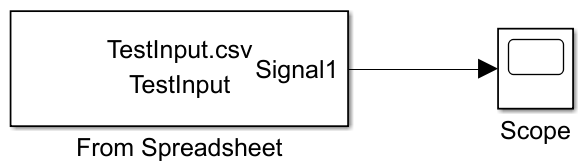 TestInput.csv
TestInput
Signal1
From Spreadsheet
Scope